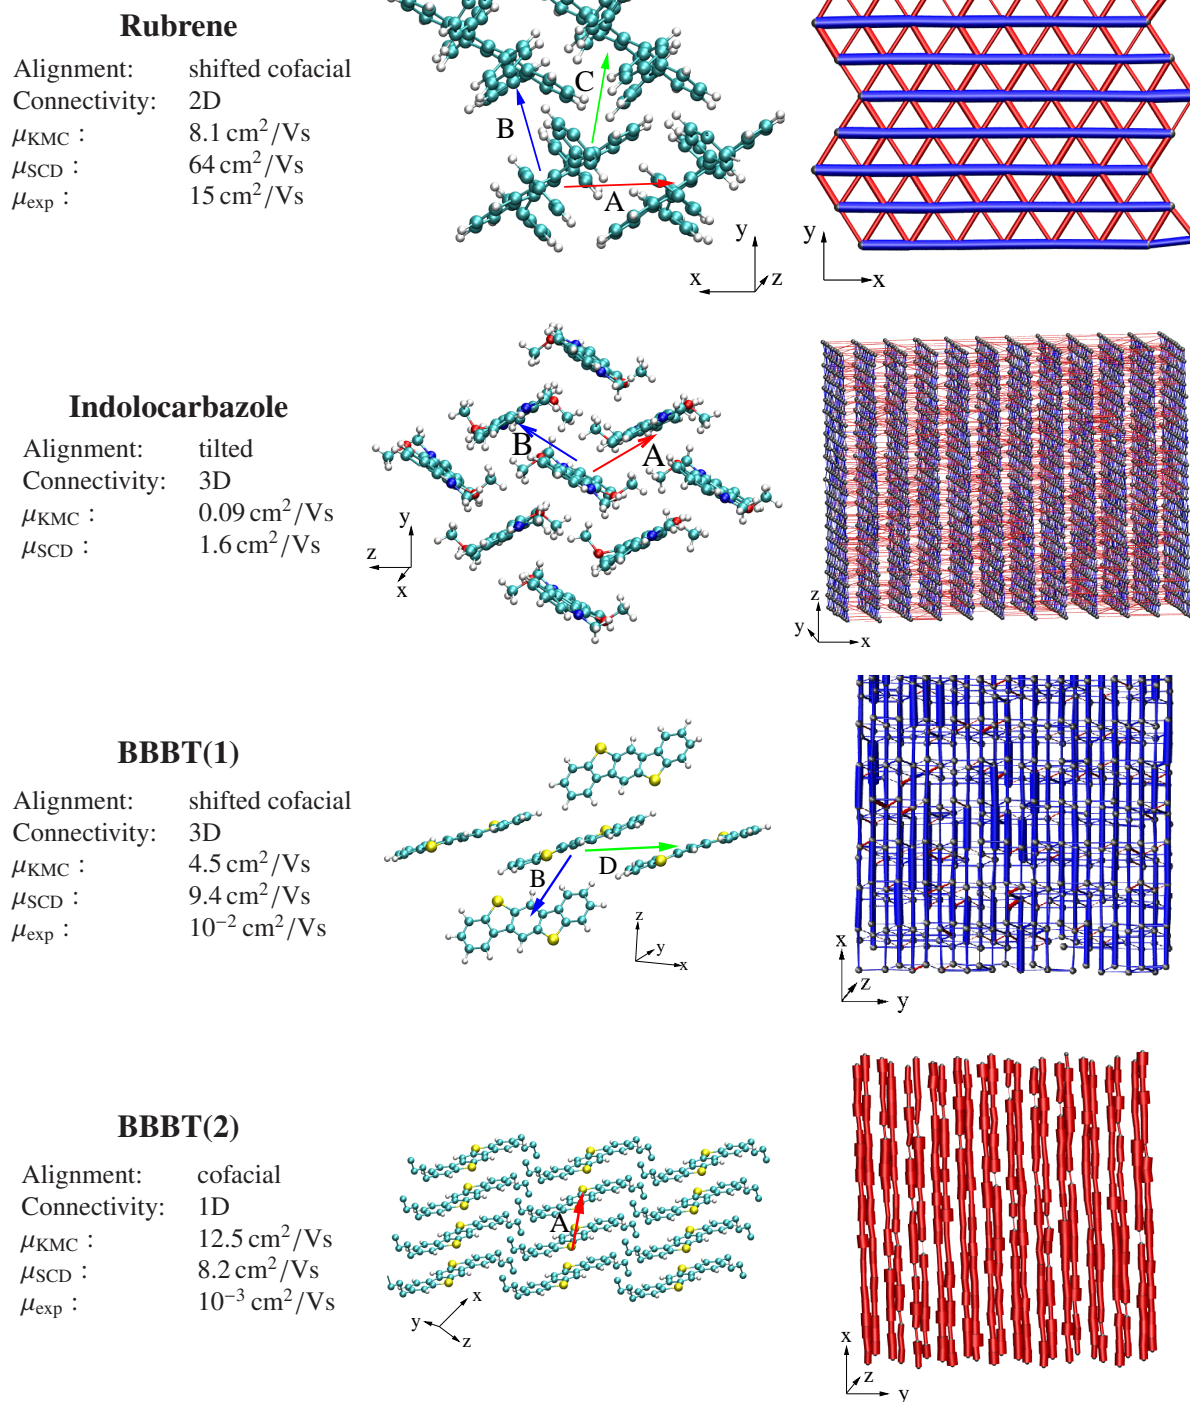 Rubrene
Alignment: shifted cofacial
Connectivity: 2D
μKMC : 8.1 cm²/Vs
μSCD : 64 cm²/Vs
μexp : 15 cm²/Vs
C
B
A
y
x
z
y
x
Indolocarbazole
Alignment: tilted
Connectivity: 3D
μKMC : 0.09 cm²/Vs
μSCD : 1.6 cm²/Vs
B
A
y
z
x
z
y
x
BBBT(1)
Alignment: shifted cofacial
Connectivity: 3D
μKMC : 4.5 cm²/Vs
μSCD : 9.4 cm²/Vs
μexp : 10⁻² cm²/Vs
D
B
z
y
x
x
z
y
BBBT(2)
Alignment: cofacial
Connectivity: 1D
μKMC : 12.5 cm²/Vs
μSCD : 8.2 cm²/Vs
μexp : 10⁻³ cm²/Vs
A
x
y
z
x
z
y